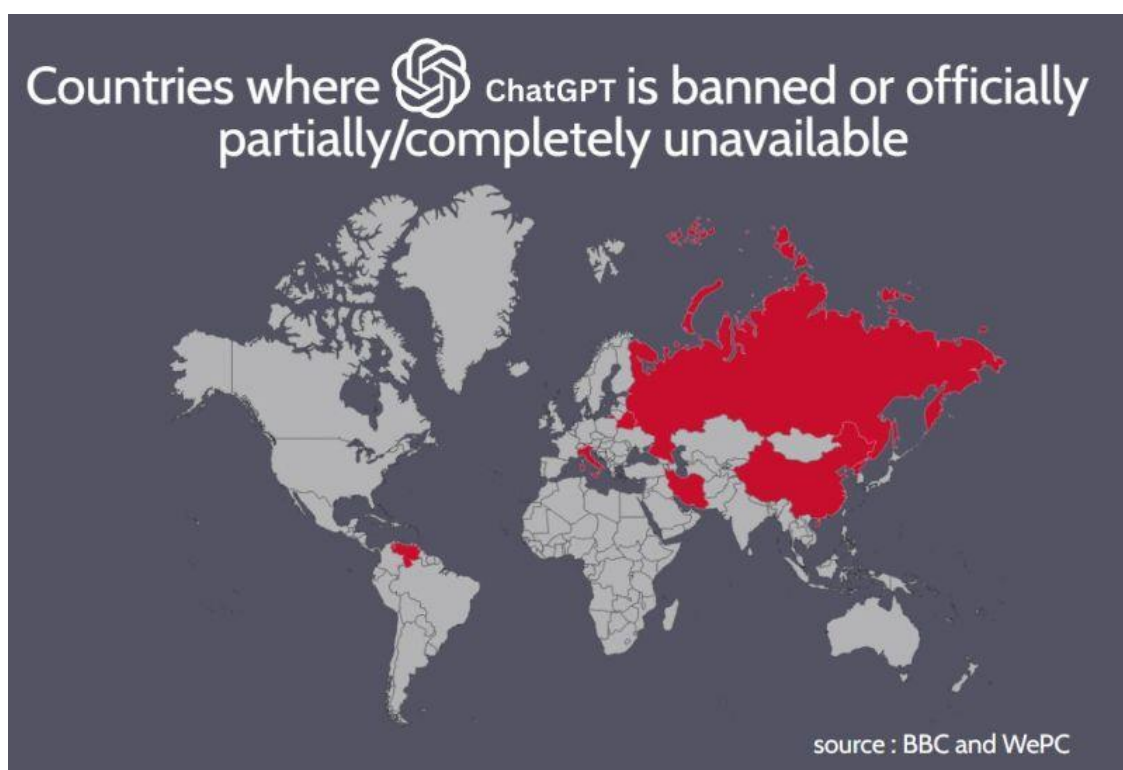 Countries where ChatGPT is banned or officially
partially/completely unavailable
source : BBC and WePC